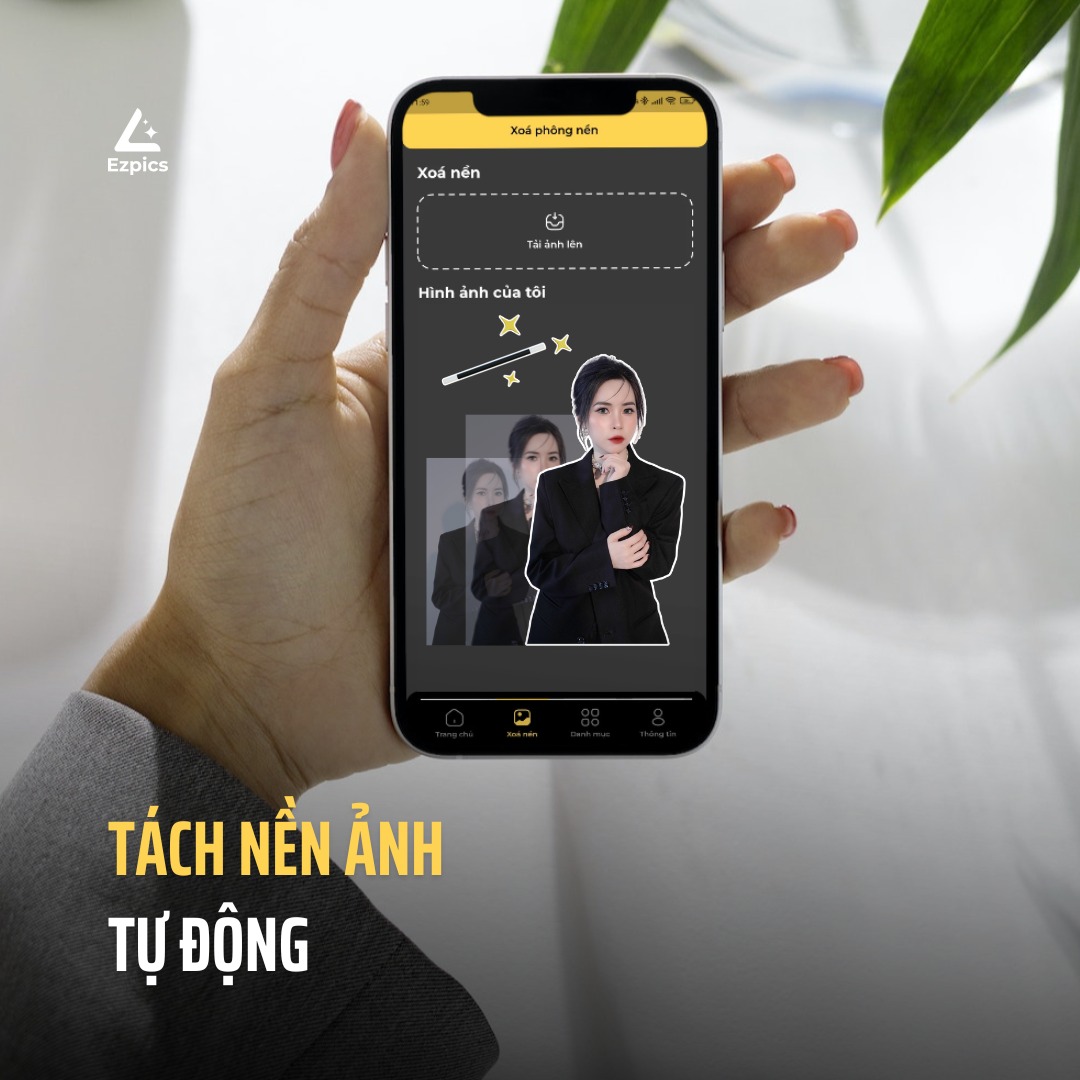 Ezpics
Xoá phông nền
Xoá nền
Tải ảnh lên
Hình ảnh của tôi
Trang chủ
Xoá nền
Danh mục
Thông tin
TÁCH NỀN ẢNH
TỰ ĐỘNG